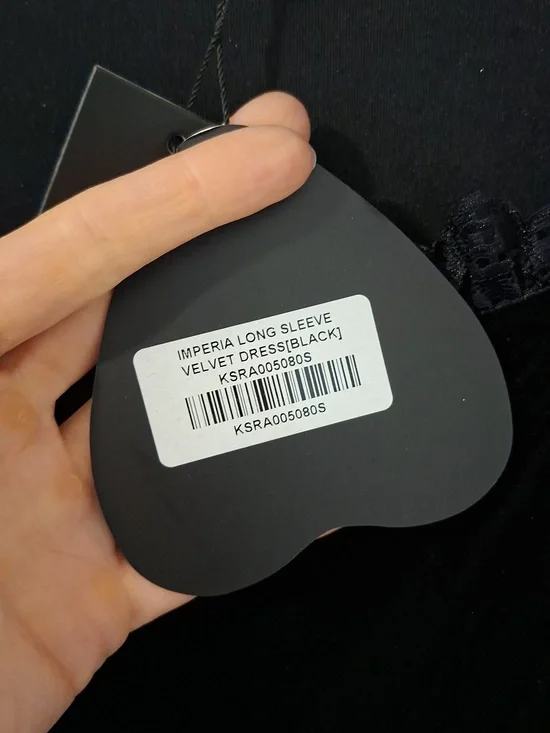 IMPERIA LONG SLEEVE
VELVET DRESS[BLACK]
KSRA005080S
KSRA005080S